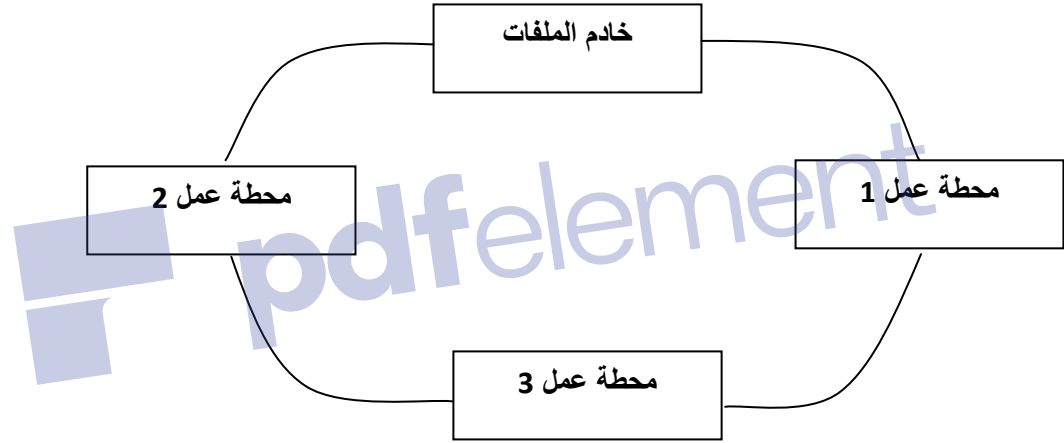 خادم الملفات
محطة عمل 1
محطة عمل 2
محطة عمل 3
pdfelement